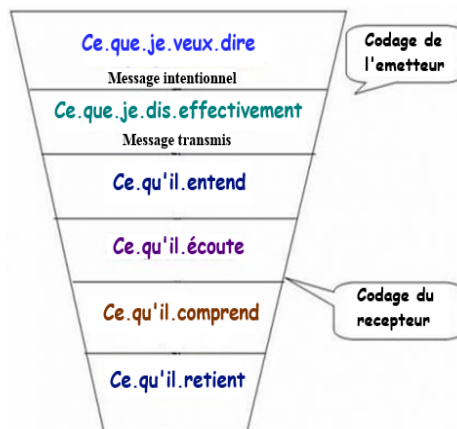 Ce.que.je.veux.dire
Codage de
l'emetteur
Message intentionnel
Ce.que.je.dis.effectivement
Message transmis
Ce.qu'il.entend
Ce.qu'il.écoute
Ce.qu'il.comprend
Codage du
recepteur
Ce.qu'il.retient